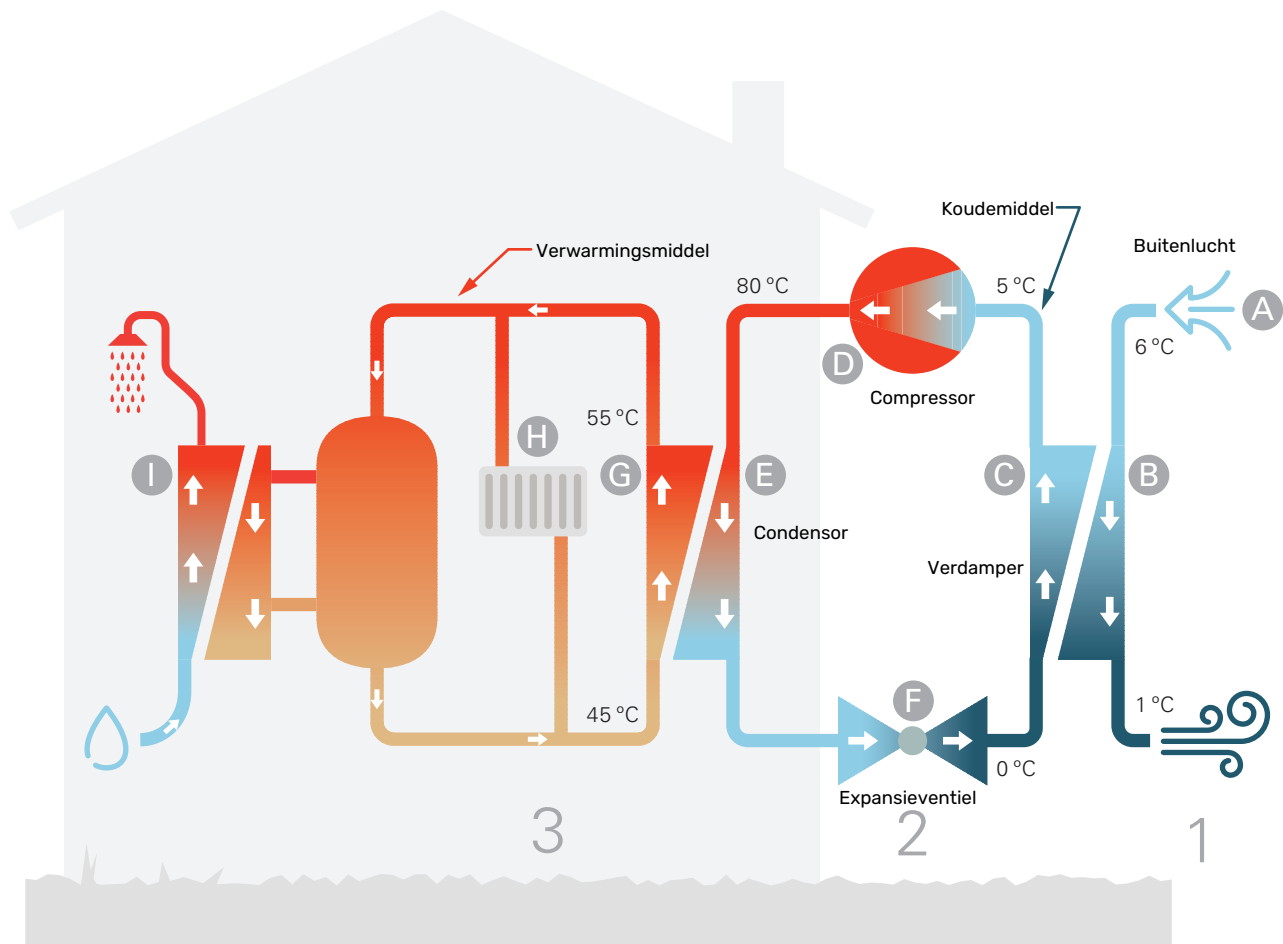 Koudemiddel
Verwarmingsmiddel
Buitenlucht
80 °C
5 °C
A
6 °C
D
Compressor
55 °C
H
I
G
E
C
B
Condensor
Verdamper
F
45 °C
1 °C
0 °C
Expansieventiel
3
2
1